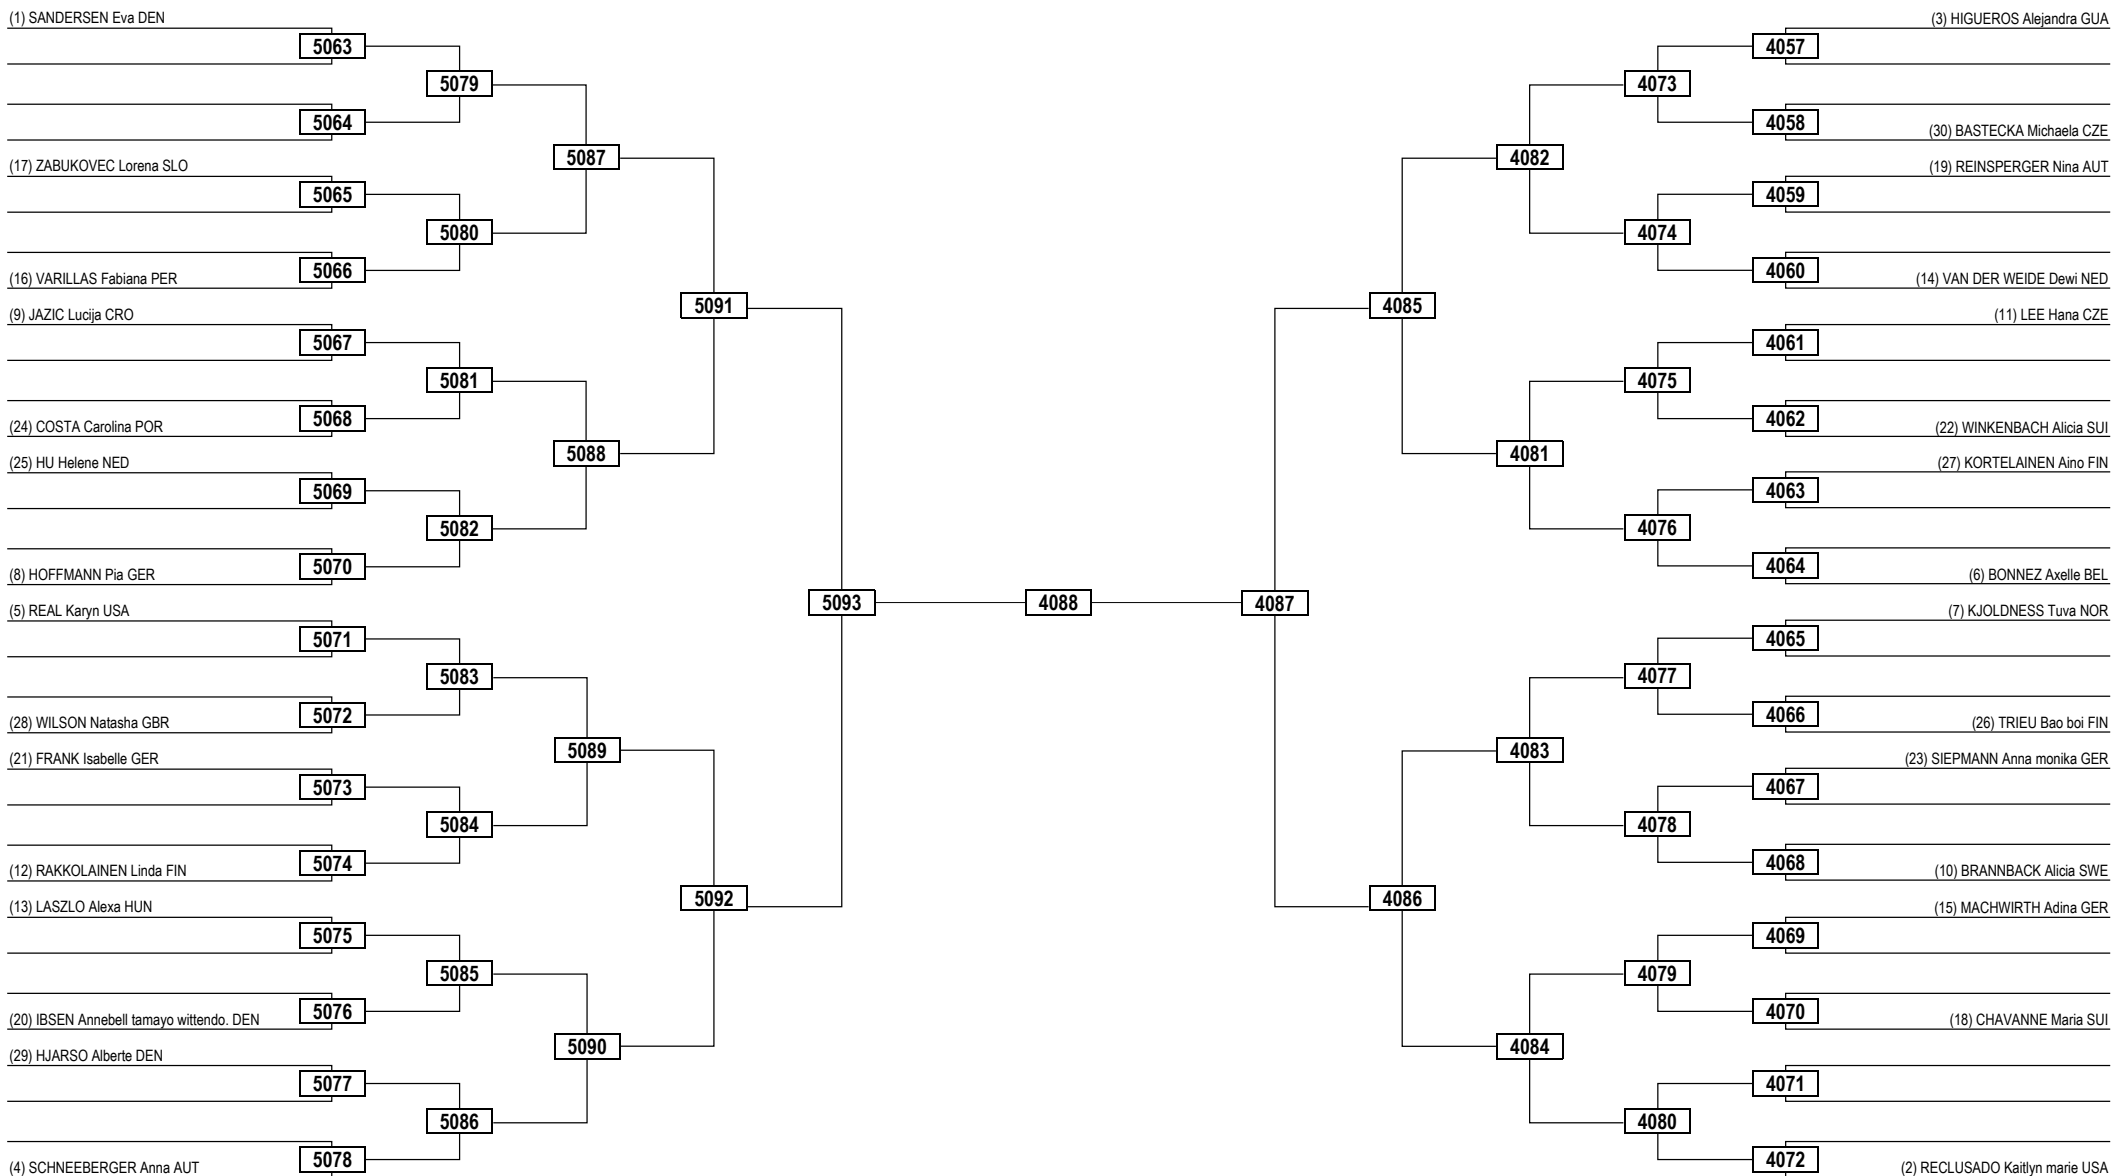 (1) SANDERSEN Eva DEN
5063
5079
5064
5087
(17) ZABUKOVEC Lorena SLO
5065
5080
5066
(16) VARILLAS Fabiana PER
5091
(9) JAZIC Lucija CRO
5067
5081
5068
(24) COSTA Carolina POR
5088
(25) HU Helene NED
5069
5082
5070
(8) HOFFMANN Pia GER
5093
(5) REAL Karyn USA
5071
5083
5072
(28) WILSON Natasha GBR
5089
(21) FRANK Isabelle GER
5073
5084
5074
(12) RAKKOLAINEN Linda FIN
5092
(13) LASZLO Alexa HUN
5075
5085
5076
(20) IBSEN Annebell tamayo wittendo. DEN
5090
(29) HJARSO Alberte DEN
5077
5086
5078
(4) SCHNEEBERGER Anna AUT
4088
(3) HIGUEROS Alejandra GUA
4057
4073
4058
(30) BASTECKA Michaela CZE
4082
(19) REINSPERGER Nina AUT
4059
4074
4060
(14) VAN DER WEIDE Dewi NED
4085
(11) LEE Hana CZE
4061
4075
4062
(22) WINKENBACH Alicia SUI
4081
(27) KORTELAINEN Aino FIN
4063
4076
4064
(6) BONNEZ Axelle BEL
4087
(7) KJOLDNESS Tuva NOR
4065
4077
4066
(26) TRIEU Bao boi FIN
4083
(23) SIEPMANN Anna monika GER
4067
4078
4068
(10) BRANNBACK Alicia SWE
4086
(15) MACHWIRTH Adina GER
4069
4079
4070
(18) CHAVANNE Maria SUI
4084
4071
4080
4072
(2) RECLUSADO Kaitlyn marie USA